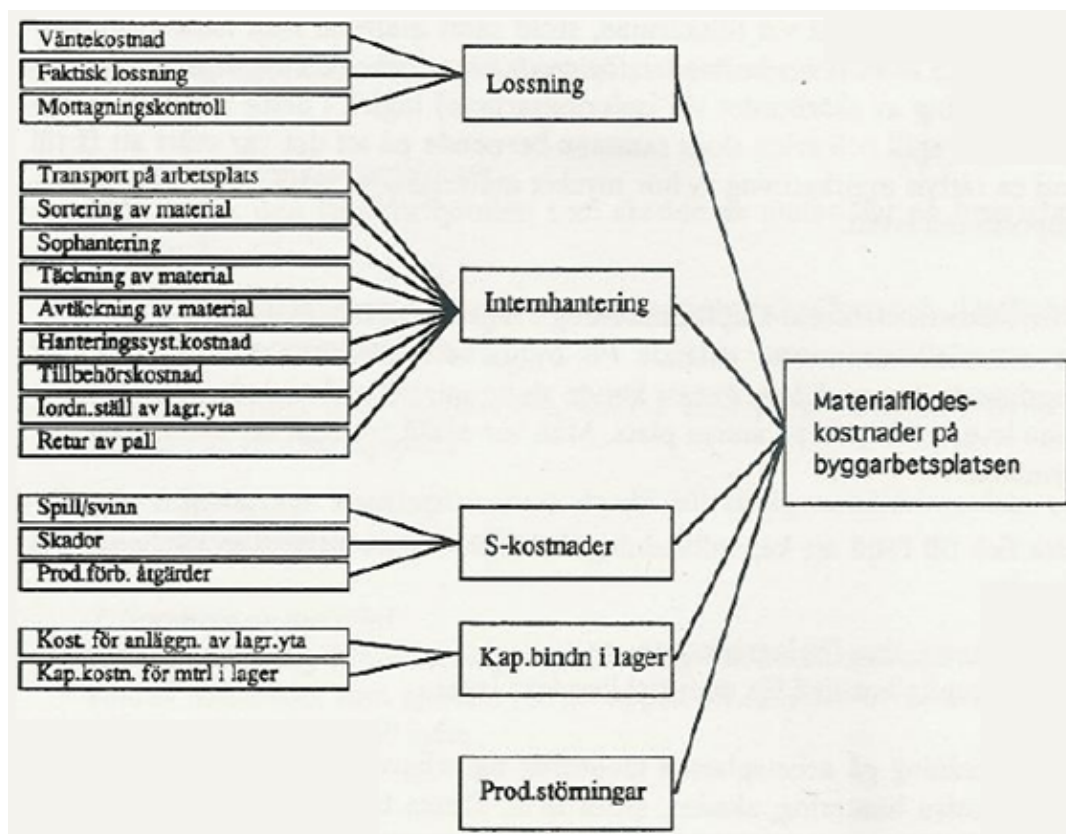 Väntekostnad
Faktisk lossning
Mottagningskontroll
Lossning
Transport på arbetsplats
Sortering av material
Sophantering
Täckning av material
Avtäckning av material
Hanteringssyst.kostnad
Tillbehörskostnad
Iordn.ställ av lagr.yta
Retur av pall
Internhantering
Spill/svinn
Skador
Prod.förb. åtgärder
S-kostnader
Kost. för anläggn. av lagr.yta
Kap.kostn. för mtrl i lager
Kap.bindn i lager
Prod.störningar
Materialflödes-
kostnader på
byggarbetsplatsen